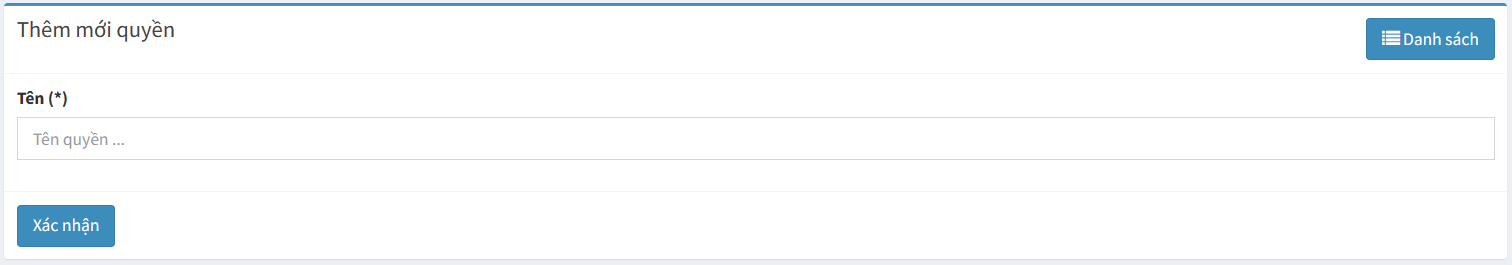 Thêm mới quyền
Danh sách
Tên (*)
Tên quyền ...
Xác nhận